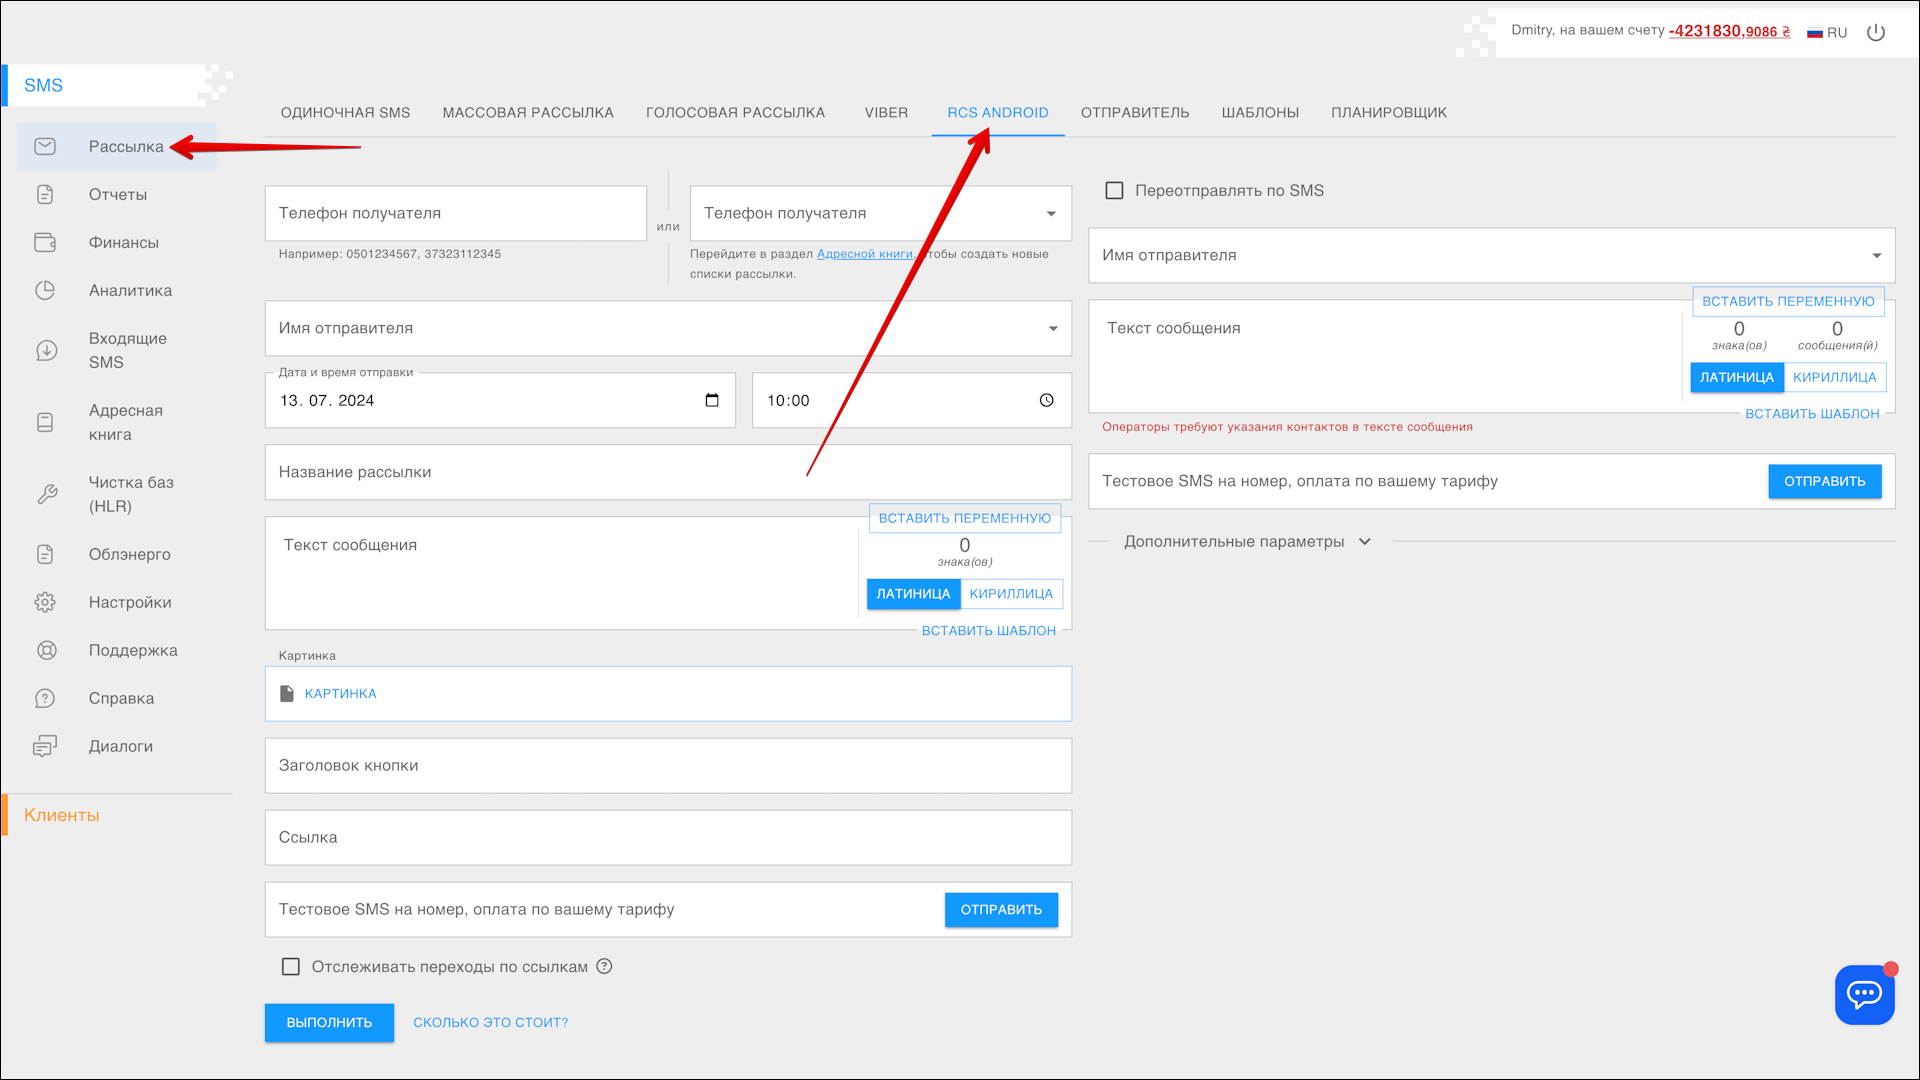 Dmitry, на вашем счету -4231830,9086 ₴
RU
SMS
Рассылка
Отчеты
Финансы
Аналитика
Входящие
SMS
Адресная
книга
Чистка баз
(HLR)
Облэнерго
Настройки
Поддержка
Справка
Диалоги
Клиенты
ОДИНОЧНАЯ SMS МАССОВАЯ РАССЫЛКА ГОЛОСОВАЯ РАССЫЛКА VIBER RCS ANDROID ОТПРАВИТЕЛЬ ШАБЛОНЫ ПЛАНИРОВЩИК
Телефон получателя
Например: 0501234567, 37323112345
или
Телефон получателя
Перейдите в раздел Адресной книги, чтобы создать новые
списки рассылки.
Имя отправителя
Дата и время отправки
13. 07. 2024
10:00
Название рассылки
ВСТАВИТЬ ПЕРЕМЕННУЮ
Текст сообщения
0
знака(ов)
ЛАТИНИЦА КИРИЛЛИЦА
ВСТАВИТЬ ШАБЛОН
Картинка
КАРТИНКА
Заголовок кнопки
Ссылка
Тестовое SMS на номер, оплата по вашему тарифу
ОТПРАВИТЬ
Отслеживать переходы по ссылкам ?
ВЫПОЛНИТЬ
СКОЛЬКО ЭТО СТОИТ?
Переотправлять по SMS
Имя отправителя
ВСТАВИТЬ ПЕРЕМЕННУЮ
Текст сообщения
0 0
знака(ов) сообщения(й)
ЛАТИНИЦА КИРИЛЛИЦА
ВСТАВИТЬ ШАБЛОН
Операторы требуют указания контактов в тексте сообщения
Тестовое SMS на номер, оплата по вашему тарифу
ОТПРАВИТЬ
Дополнительные параметры